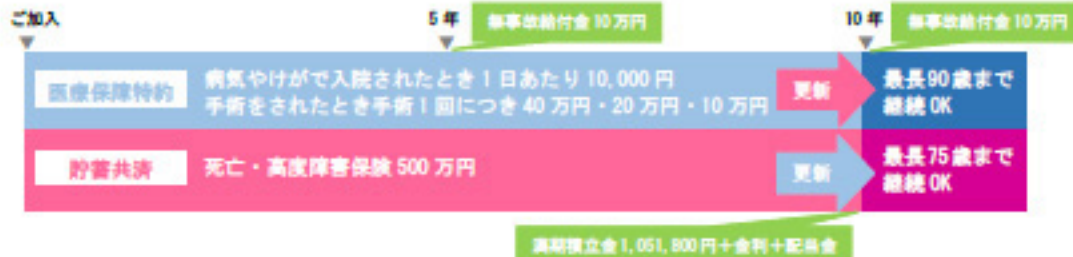 ご加入
5年
無事故給付金10万円
10年
無事故給付金10万円
医療保障特約
病気やけがで入院されたとき1日あたり10,000円
手術をされたとき手術1回につき40万円・20万円・10万円
更新
最長90歳まで
継続OK
貯蓄共済
死亡・高度障害保険500万円
更新
最長75歳まで
継続OK
満期積立金1,051,800円+金利+配当金